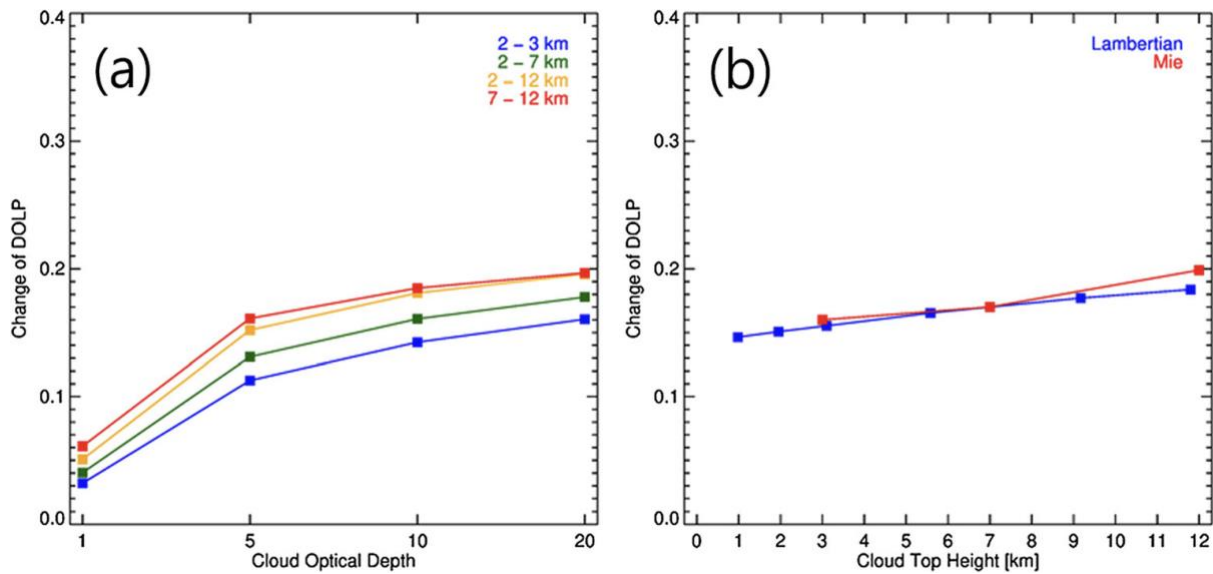 (a)
2 – 3 km
2 – 7 km
2 – 12 km
7 – 12 km
0.4
0.3
0.2
0.1
0.0
Change of DOLP
1 5 10 20
Cloud Optical Depth
(b)
Lambertian
Mie
0.4
0.3
0.2
0.1
0.0
Change of DOLP
0 1 2 3 4 5 6 7 8 9 10 11 12
Cloud Top Height [km]